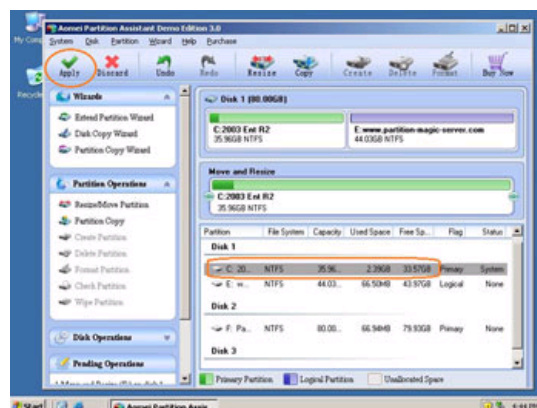 My Comp
Recycle
Aomei Partition Assistant Demo Edition 3.0
System Disk Partition Wizard Help Purchase
Apply Discard Undo Redo Resize Copy Create Delete Format Buy Now
Wizards
Extend Partition Wizard
Disk Copy Wizard
Partition Copy Wizard
Partition Operations
Resize/Move Partition
Partition Copy
Create Partition
Delete Partition
Format Partition
Check Partition
Wipe Partition
Disk Operations
Pending Operations
Disk 1 (80.00GB)
C:2003 Ent R2
35.96GB NTFS
E:www.partition-magic-server.com
44.03GB NTFS
Move and Resize
C:2003 Ent R2
35.96GB NTFS
Partition File System Capacity Used Space Free Sp... Flag Status
Disk 1
C: 20... NTFS 35.96... 2.39GB 33.57GB Primary System
E: w... NTFS 44.03... 66.50MB 43.97GB Logical None
Disk 2
F: Pa... NTFS 80.00... 66.94MB 79.93GB Primary None
Disk 3
Primary Partition Logical Partition Unallocated Space
Start Aomei Partition Assis...